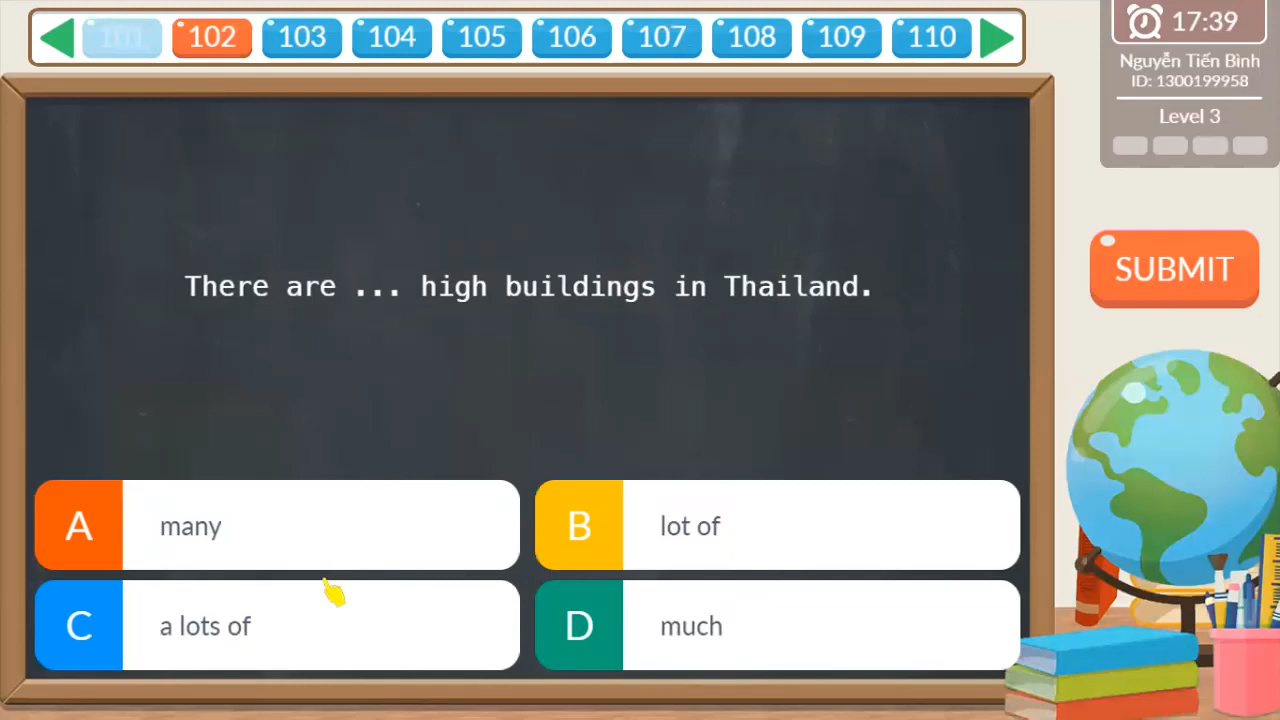 101 102 103 104 105 106 107 108 109 110
17:39
Nguyễn Tiến Bình
ID: 1300199958
Level 3
There are ... high buildings in Thailand.
SUBMIT
A many
B lot of
C a lots of
D much